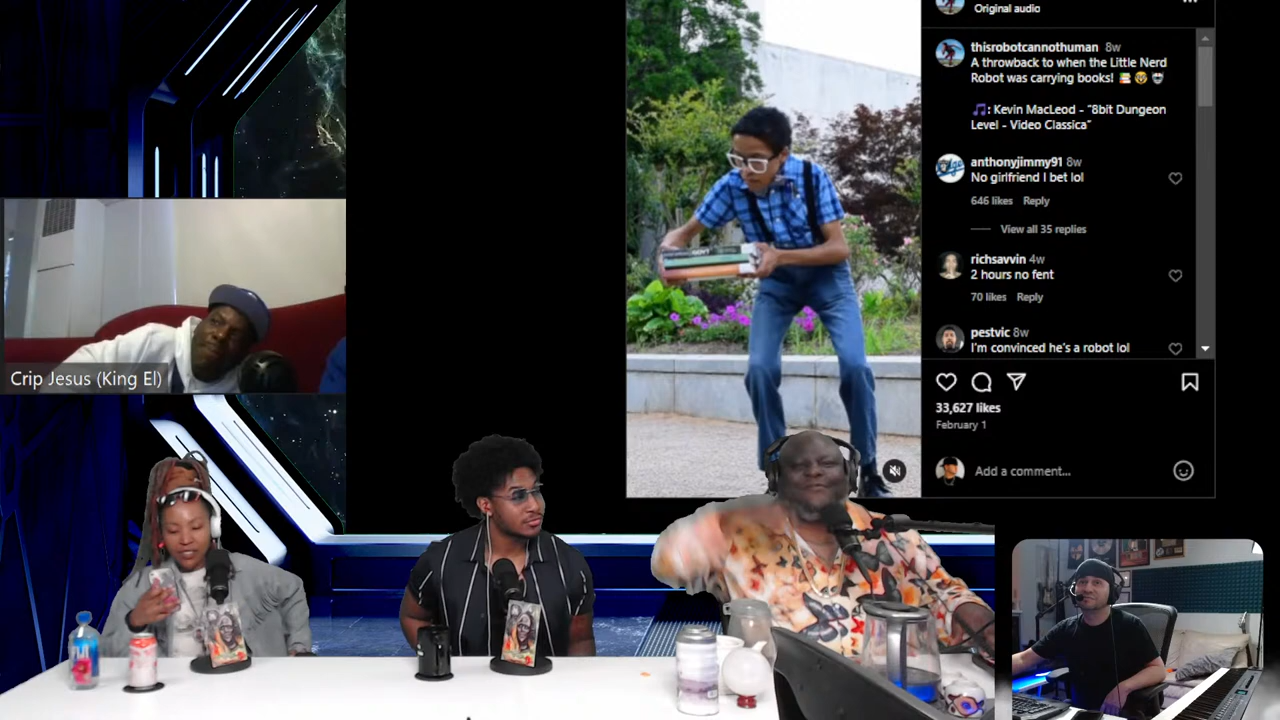 Original audio
thisrobotcannothuman 8w
A throwback to when the Little Nerd
Robot was carrying books!
: Kevin MacLeod - "8bit Dungeon
Level - Video Classica"
anthonyjimmy91 8w
No girlfriend I bet lol
646 likes Reply
View all 35 replies
richsavvin 4w
2 hours no fent
70 likes Reply
pestvic 8w
I'm convinced he's a robot lol
33,627 likes
February 1
Add a comment...
Crip Jesus (King El)